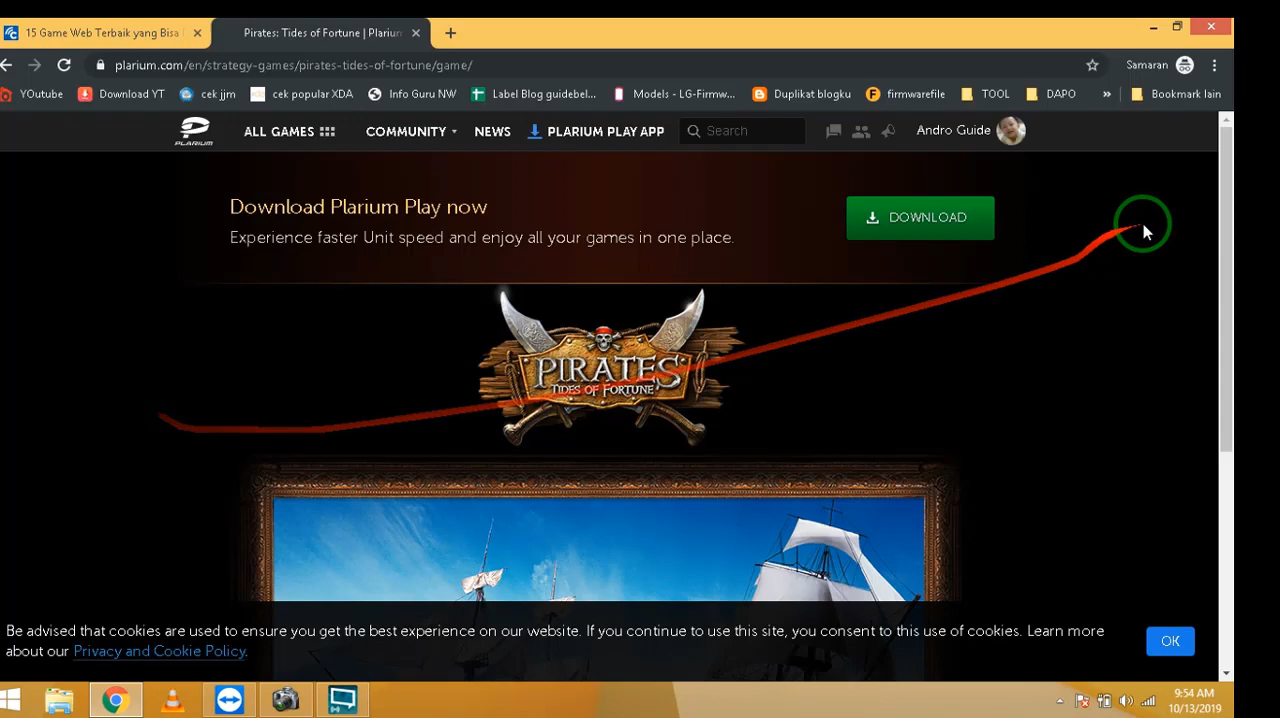 15 Game Web Terbaik yang Bisa
Pirates: Tides of Fortune | Plarium
plarium.com/en/strategy-games/pirates-tides-of-fortune/game/
Samaran
YOutube
Download YT
cek jjm
cek popular XDA
Info Guru NW
Label Blog guidebel...
Models - LG-Firmw...
Duplikat blogku
firmwarefile
TOOL
DAPO
»
Bookmark lain
PLARIUM
ALL GAMES
COMMUNITY
NEWS
PLARIUM PLAY APP
Search
Andro Guide
Download Plarium Play now
DOWNLOAD
Experience faster Unit speed and enjoy all your games in one place.
PIRATES
TIDES OF FORTUNE
Be advised that cookies are used to ensure you get the best experience on our website. If you continue to use this site, you consent to this use of cookies. Learn more
about our Privacy and Cookie Policy.
OK
9:54 AM
10/13/2019